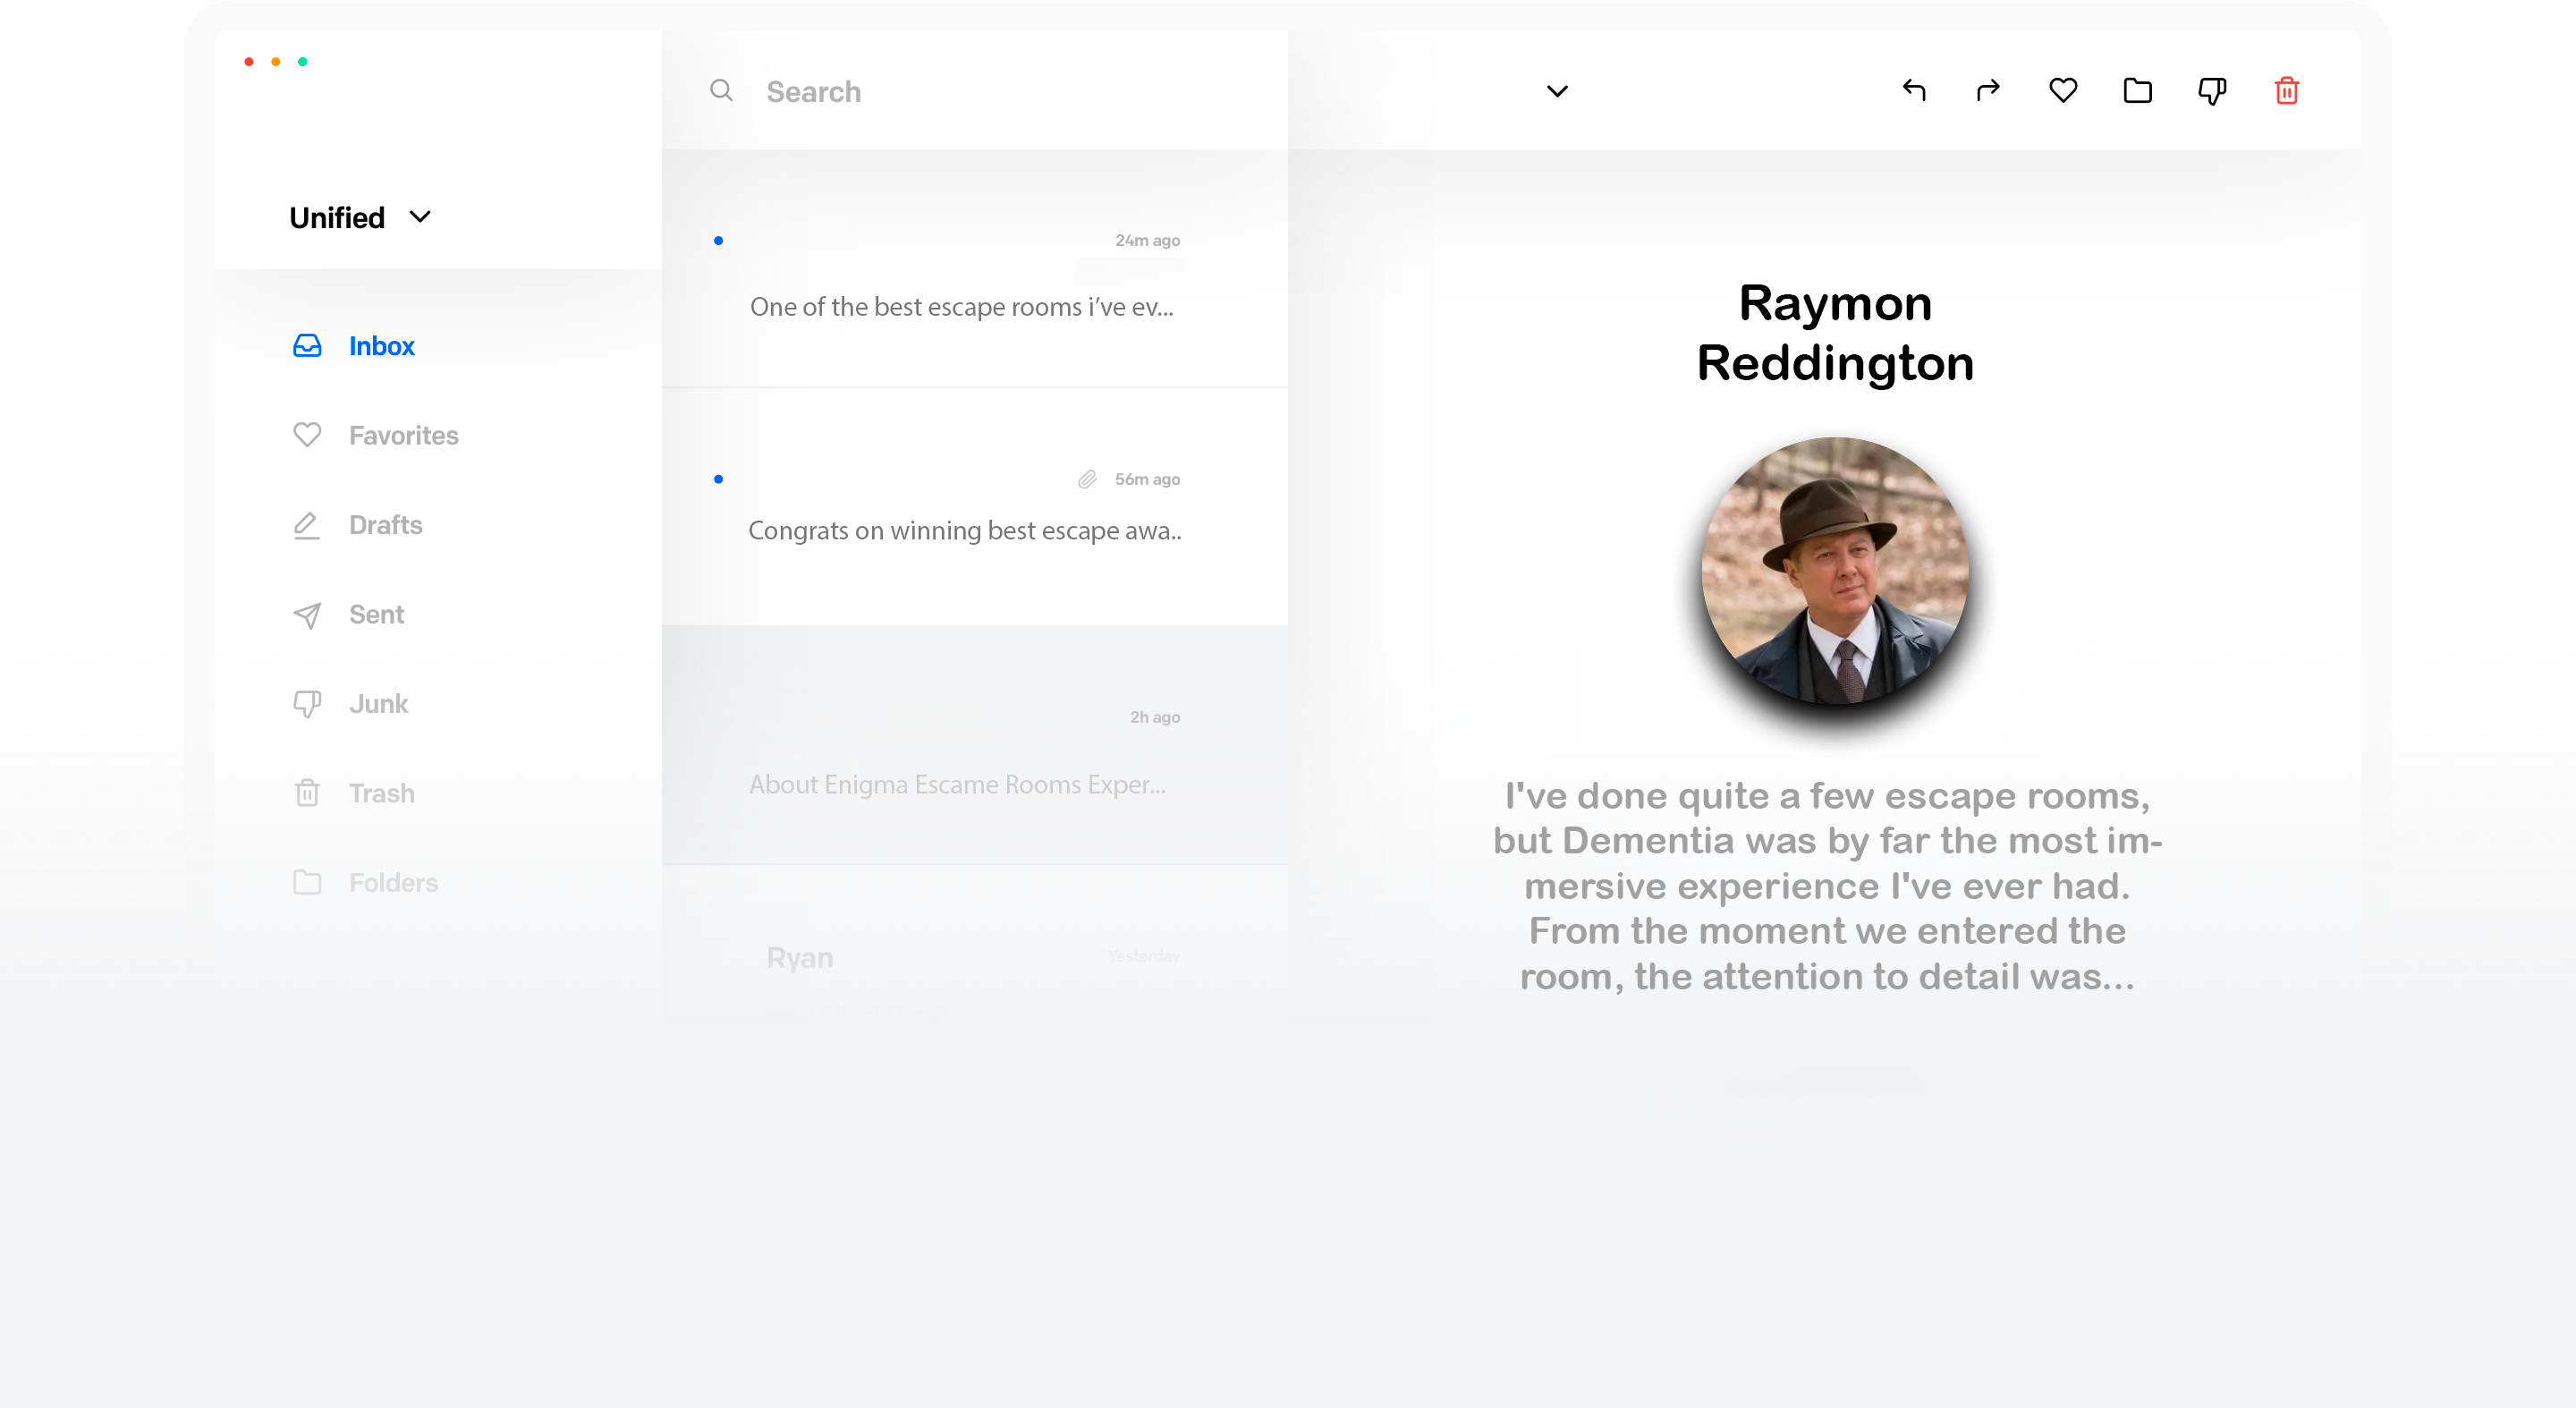 Search
Unified
Inbox
Favorites
Drafts
Sent
Junk
Trash
Folders
24m ago
One of the best escape rooms i’ve ev...
56m ago
Congrats on winning best escape awa..
2h ago
About Enigma Escame Rooms Exper...
Ryan
Yesterday
Raymon
Reddington
I've done quite a few escape rooms,
but Dementia was by far the most im-
mersive experience I've ever had.
From the moment we entered the
room, the attention to detail was...